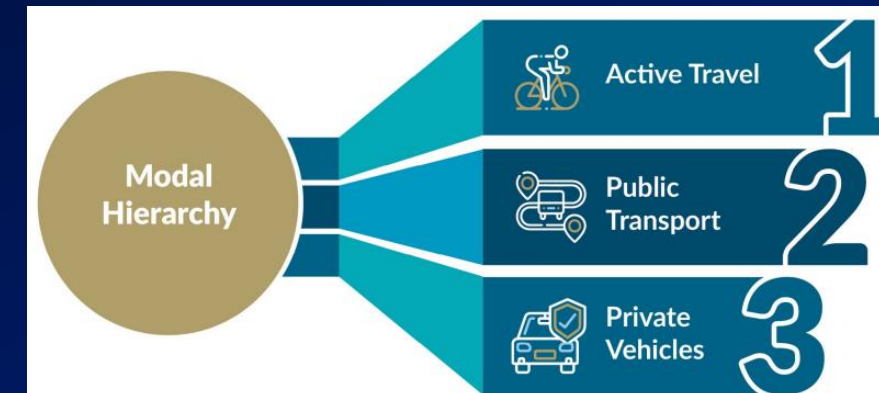 Modal
Hierarchy
Active Travel
1
Public
Transport
2
Private
Vehicles
3